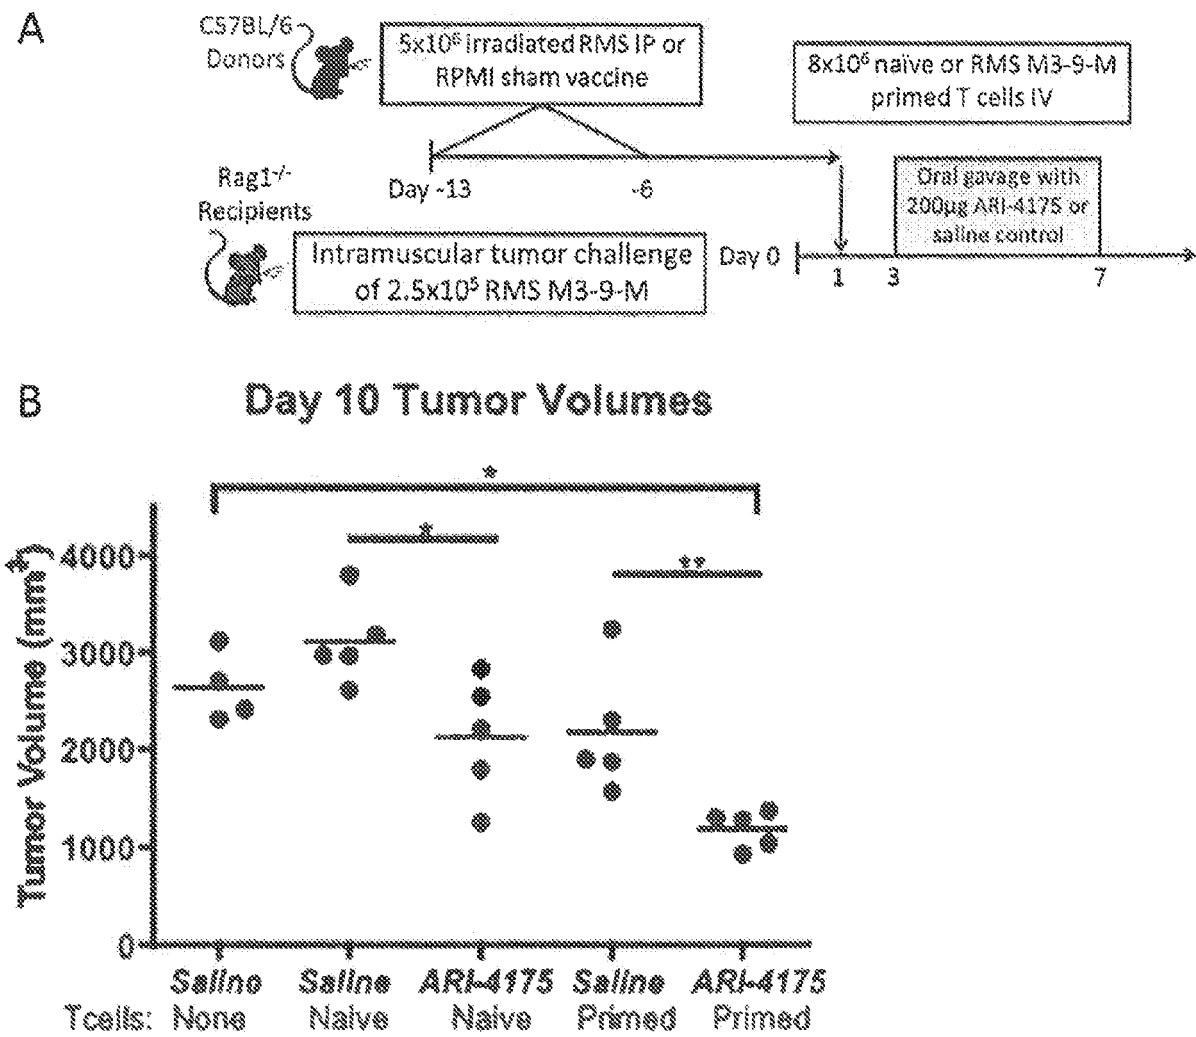 A
C57BL/6
Donors
5x10⁶ irradiated RMS IP or
RPMI sham vaccine
8x10⁶ naïve or RMS M3-9-M
primed T cells IV
Rag1-/-
Recipients
Day -13
-6
Oral gavage with
200µg ARI-4175 or
saline control
Intramuscular tumor challenge
of 2.5x10⁵ RMS M3-9-M
Day 0
1
3
7
B
Day 10 Tumor Volumes
*
*
**
Tumor Volume (mm
4000
3000
2000
1000
0
Saline Saline ARI-4175 Saline ARI-4175
Tcells: None Naive Naive Primed Primed